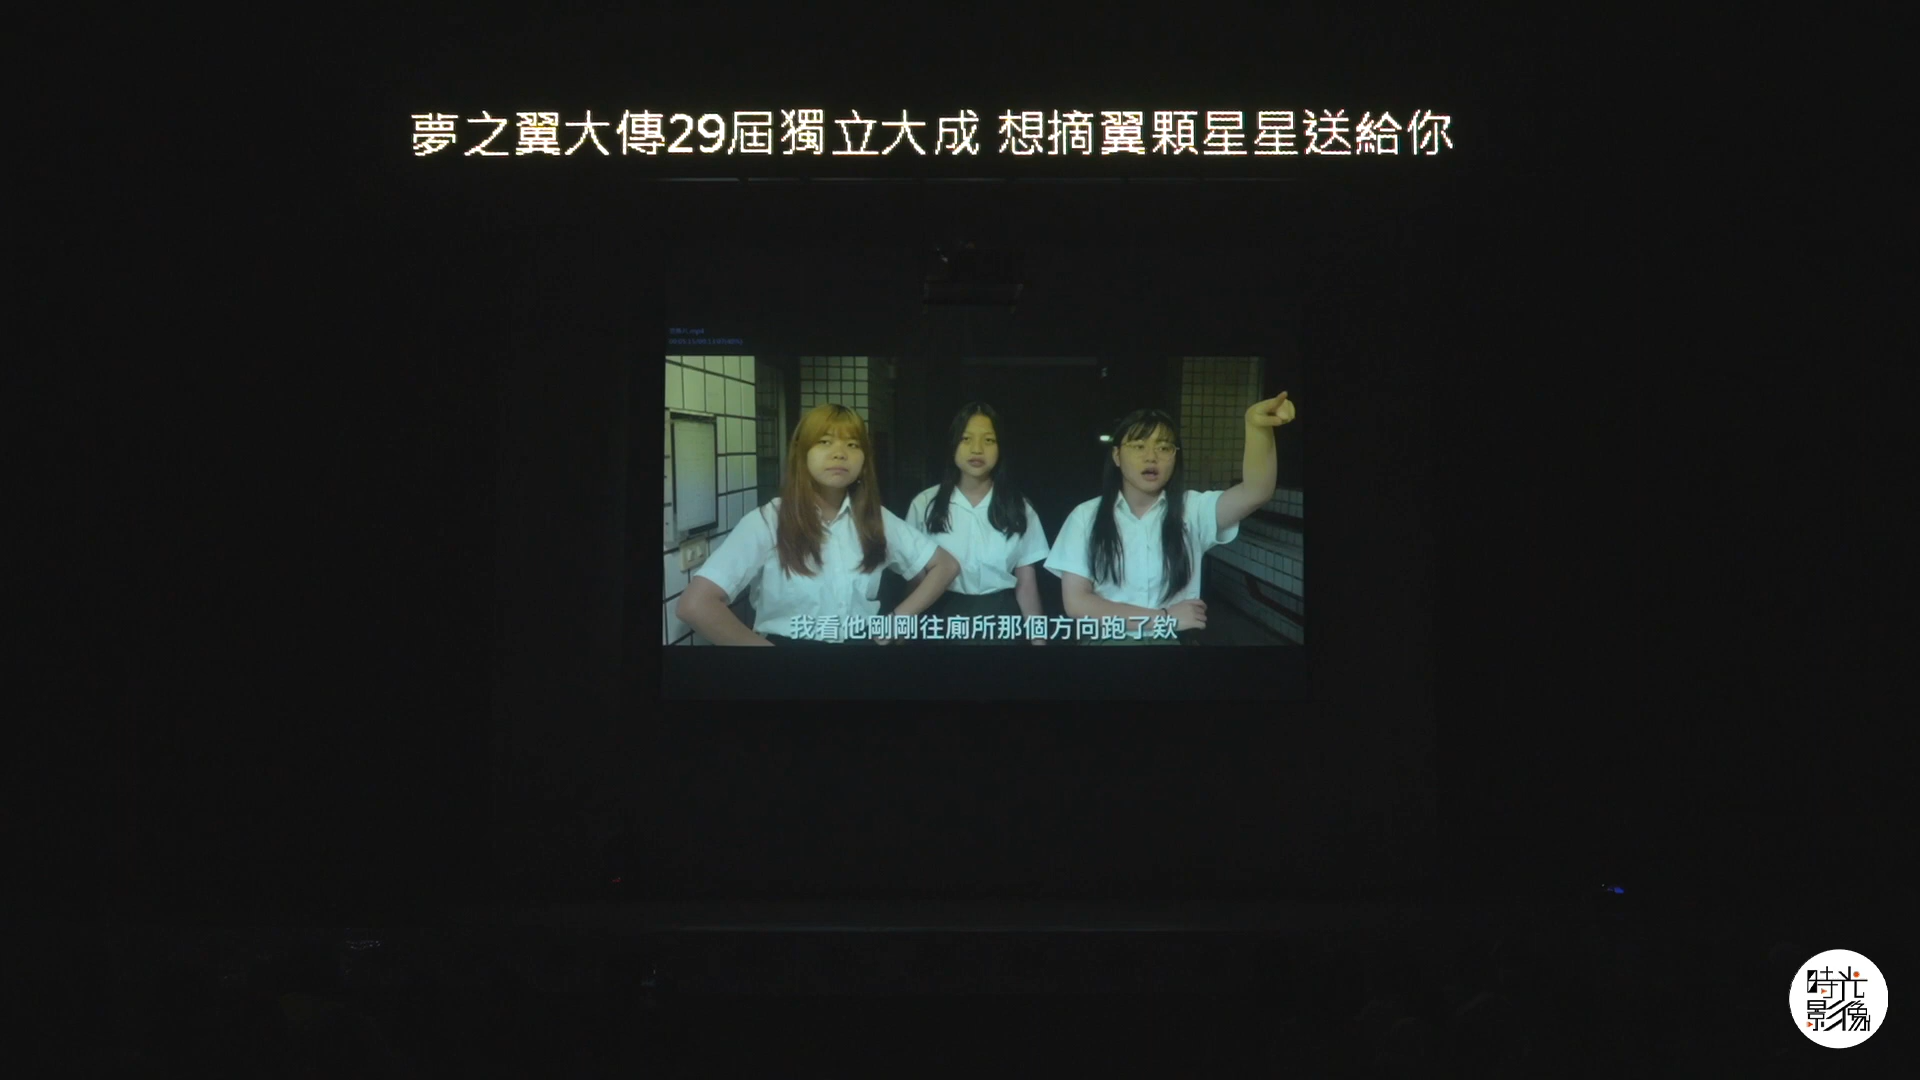 夢之翼大傳29屆獨立大成 想摘翼顆星星送給你
我看他剛剛往廁所那個方向跑了欸
時光
影像